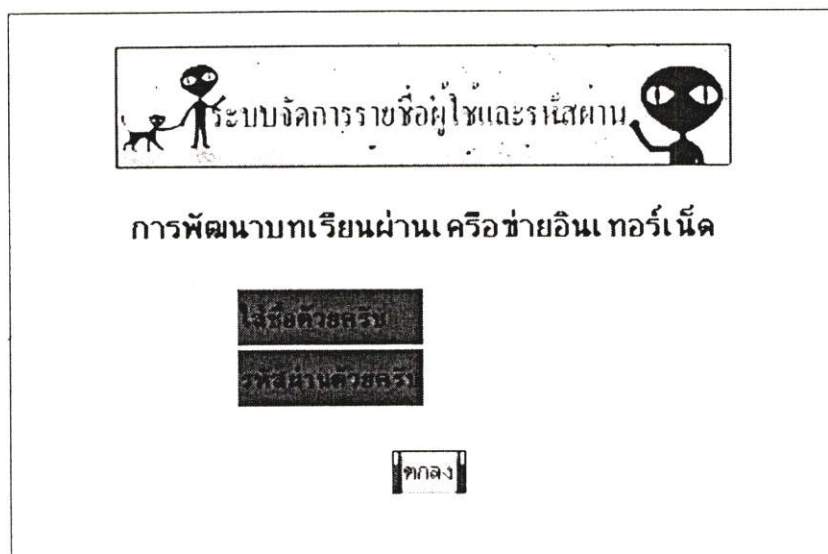 ระบบจัดการรายชื่อผู้ใช้และรหัสผ่าน
การพัฒนาบทเรียนผ่านเครือข่ายอินเทอร์เน็ต
ใส่ชื่อด้วยครับ
รหัสผ่านด้วยครับ
ตกลง